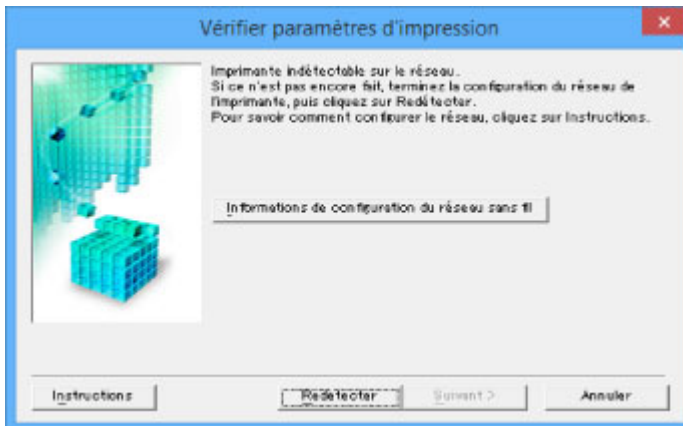 Vérifier paramètres d'impression
Imprimante indétectable sur le réseau.
Si ce n'est pas encore fait, terminez la configuration du réseau de
l'imprimante, puis cliquez sur Redétecter.
Pour savoir comment configurer le réseau, cliquez sur Instructions.
Informations de configuration du réseau sans fil
Instructions
Redétecter
Suivant >
Annuler